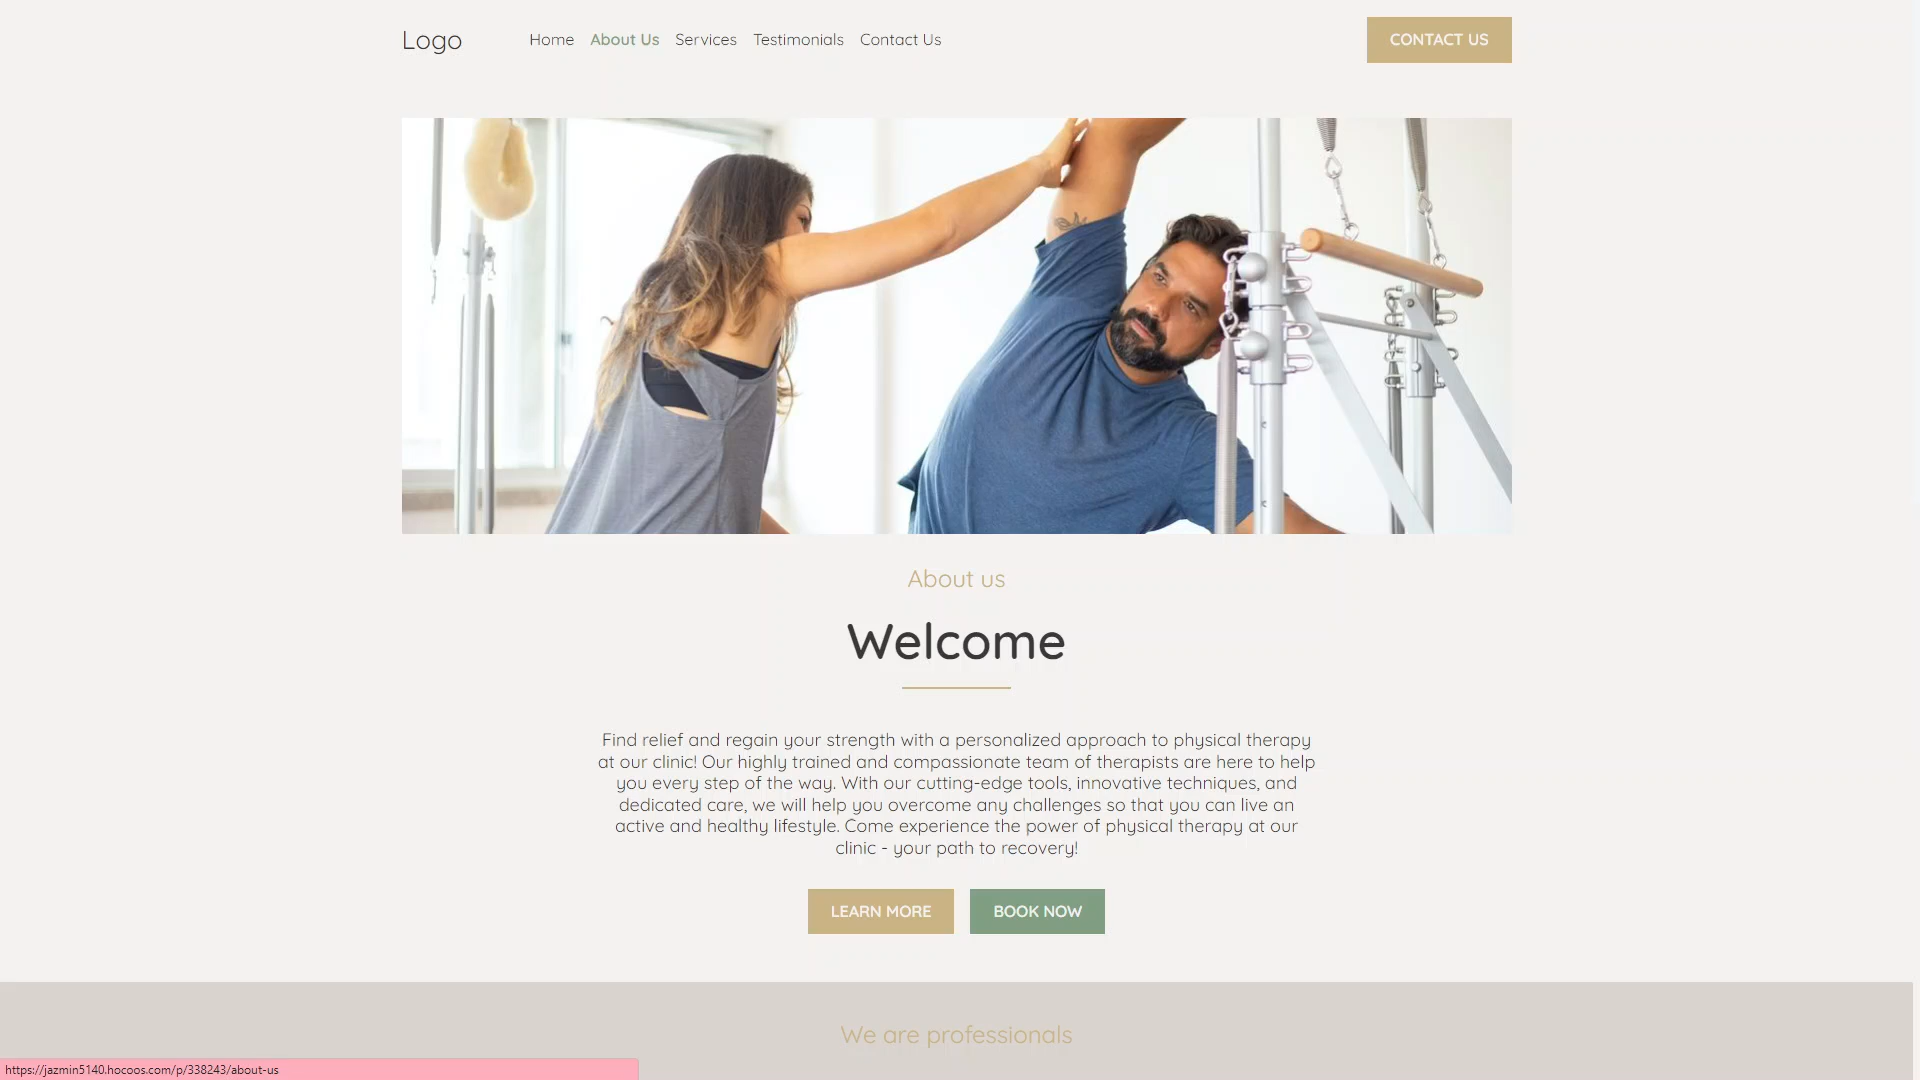 Logo
Home
About Us
Services
Testimonials
Contact Us
CONTACT US
About us
Welcome
Find relief and regain your strength with a personalized approach to physical therapy
at our clinic! Our highly trained and compassionate team of therapists are here to help
you every step of the way. With our cutting-edge tools, innovative techniques, and
dedicated care, we will help you overcome any challenges so that you can live an
active and healthy lifestyle. Come experience the power of physical therapy at our
clinic - your path to recovery!
LEARN MORE
BOOK NOW
We are professionals
https://jazmin5140.hocoos.com/p/338243/about-us